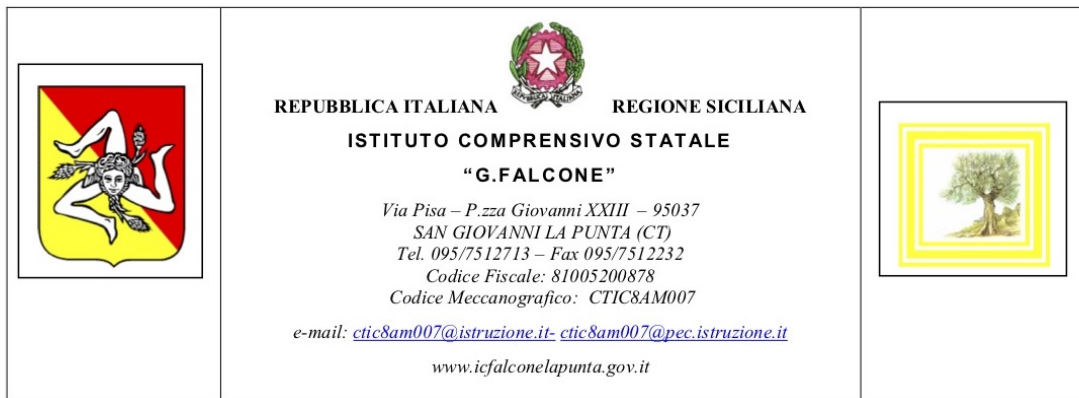 REPUBBLICA ITALIANA REGIONE SICILIANA
ISTITUTO COMPRENSIVO STATALE
“G.FALCONE”
Via Pisa – P.zza Giovanni XXIII – 95037
SAN GIOVANNI LA PUNTA (CT)
Tel. 095/7512713 – Fax 095/7512232
Codice Fiscale: 81005200878
Codice Meccanografico: CTIC8AM007
e-mail: ctic8am007@istruzione.it- ctic8am007@pec.istruzione.it
www.icfalconelapunta.gov.it